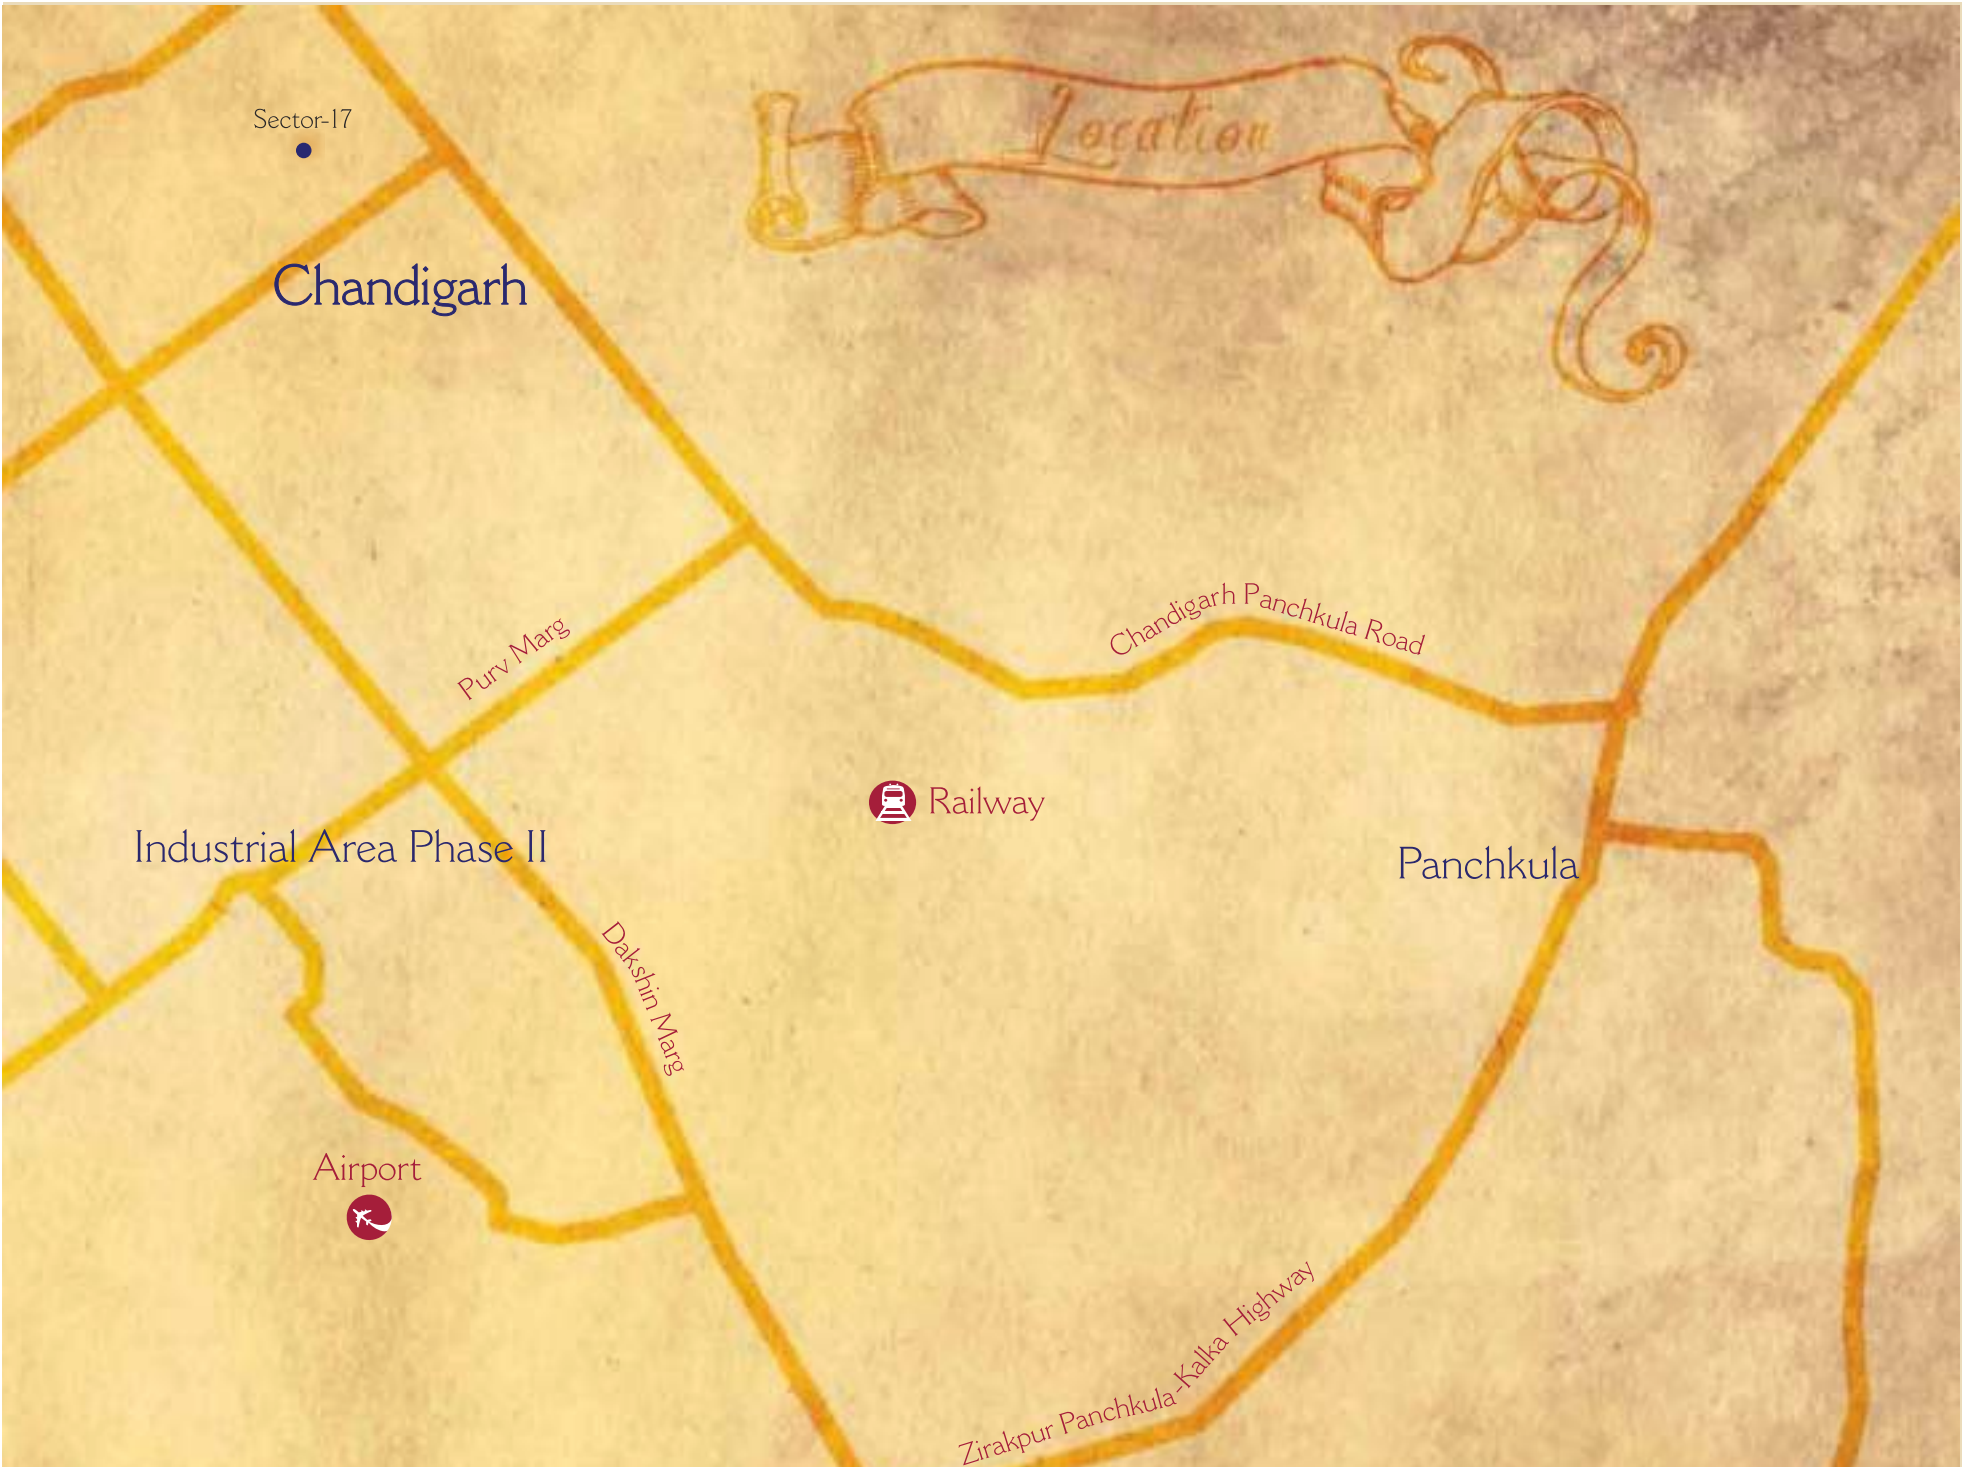 Location
Sector-17
Chandigarh
Purv Marg
Chandigarh Panchkula Road
Railway
Industrial Area Phase II
Panchkula
Dakshin Marg
Airport
Zirakpur Panchkula-Kalka Highway